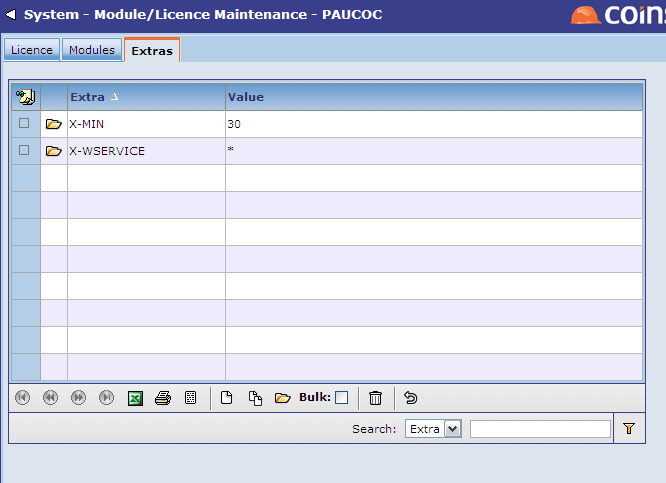 System - Module/Licence Maintenance - PAUCOC
coins
Licence Modules Extras
Extra Value
X-MIN 30
X-WSERVICE *
Bulk:
Search: Extra